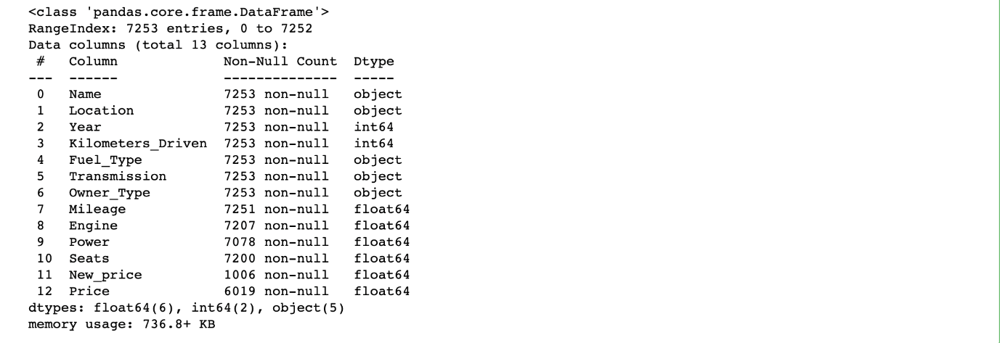 <class 'pandas.core.frame.DataFrame'>
RangeIndex: 7253 entries, 0 to 7252
Data columns (total 13 columns):
 #   Column             Non-Null Count  Dtype
---  ------             --------------  -----
 0   Name               7253 non-null   object
 1   Location           7253 non-null   object
 2   Year               7253 non-null   int64
 3   Kilometers_Driven  7253 non-null   int64
 4   Fuel_Type          7253 non-null   object
 5   Transmission       7253 non-null   object
 6   Owner_Type         7253 non-null   object
 7   Mileage            7251 non-null   float64
 8   Engine             7207 non-null   float64
 9   Power              7078 non-null   float64
 10  Seats              7200 non-null   float64
 11  New_price          1006 non-null   float64
 12  Price              6019 non-null   float64
dtypes: float64(6), int64(2), object(5)
memory usage: 736.8+ KB